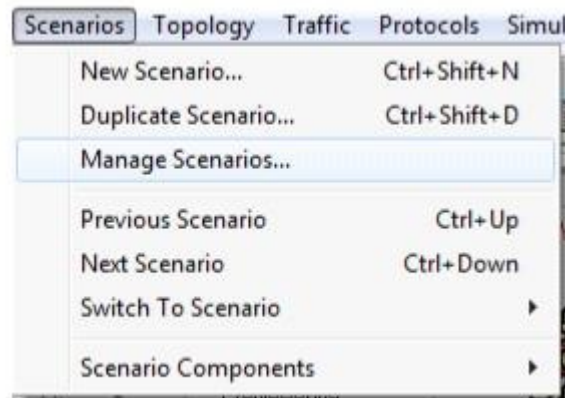 Scenarios Topology Traffic Protocols Simul
New Scenario... Ctrl+Shift+N
Duplicate Scenario... Ctrl+Shift+D
Manage Scenarios...
Previous Scenario Ctrl+Up
Next Scenario Ctrl+Down
Switch To Scenario
Scenario Components